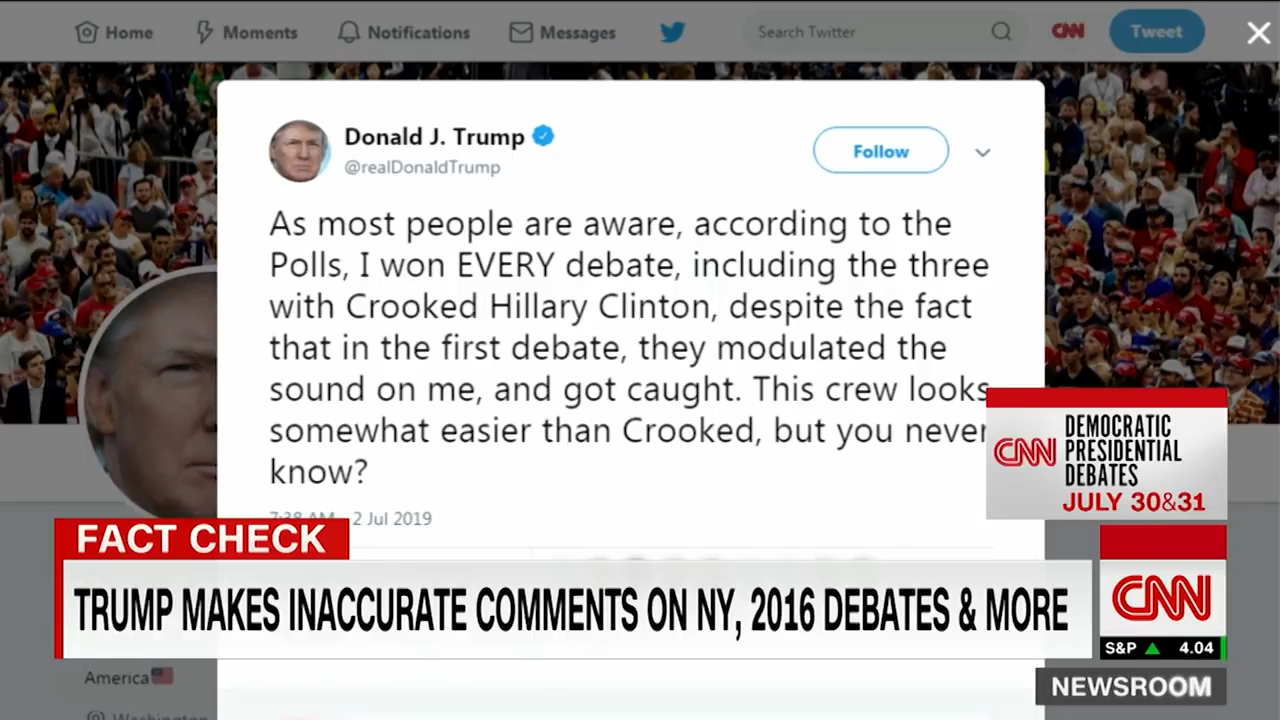 Home Moments Notifications Messages Search Twitter CNN Tweet
Donald J. Trump
@realDonaldTrump
Follow
As most people are aware, according to the
Polls, I won EVERY debate, including the three
with Crooked Hillary Clinton, despite the fact
that in the first debate, they modulated the
sound on me, and got caught. This crew looks
somewhat easier than Crooked, but you never
know?
7:38 AM 2 Jul 2019
CNN
DEMOCRATIC
PRESIDENTIAL
DEBATES
JULY 30&31
FACT CHECK
TRUMP MAKES INACCURATE COMMENTS ON NY, 2016 DEBATES & MORE
CNN
S&P 4.04
America
Washington
NEWSROOM